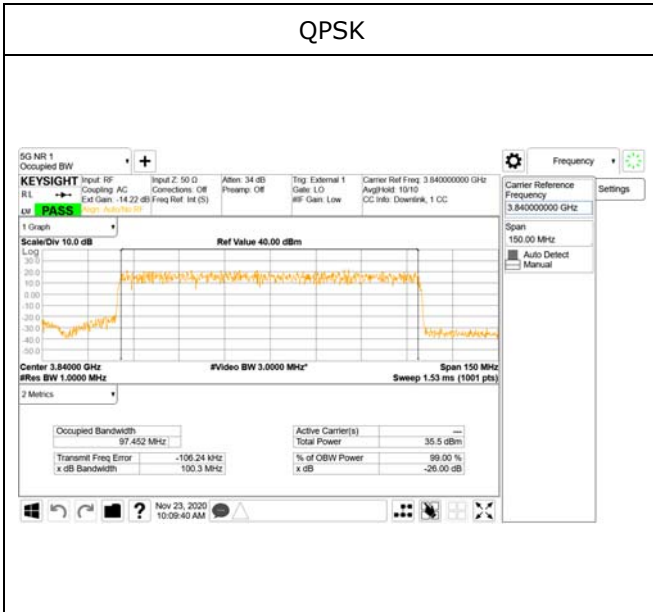 QPSK
5G NR 1
Occupied BW
Frequency
KEYSIGHT Input: RF Input Z: 50 Ω Atten: 34 dB Trig: External 1 Carrier Ref Freq: 3.840000000 GHz
RL Coupling: AC Corrections: Off Preamp: Off Gate: LO Avg|Hold: 10/10
Ext Gain: -14.22 dB Freq Ref: Int (S) #IF Gain: Low CC Info: Downlink, 1 CC
PASS Align: Auto/No RF
Carrier Reference Frequency
3.840000000 GHz
Settings
Span
150.00 MHz
Auto Detect
Manual
1 Graph
Scale/Div 10.0 dB Ref Value 40.00 dBm
Log
30.0
20.0
10.0
0.00
-10.0
-20.0
-30.0
-40.0
-50.0
Center 3.84000 GHz #Video BW 3.0000 MHz* Span 150 MHz
#Res BW 1.0000 MHz Sweep 1.53 ms (1001 pts)
2 Metrics
Occupied Bandwidth Active Carrier(s) ---
97.452 MHz Total Power 35.5 dBm
Transmit Freq Error -106.24 kHz % of OBW Power 99.00 %
x dB Bandwidth 100.3 MHz x dB -26.00 dB
Nov 23, 2020
10:09:40 AM